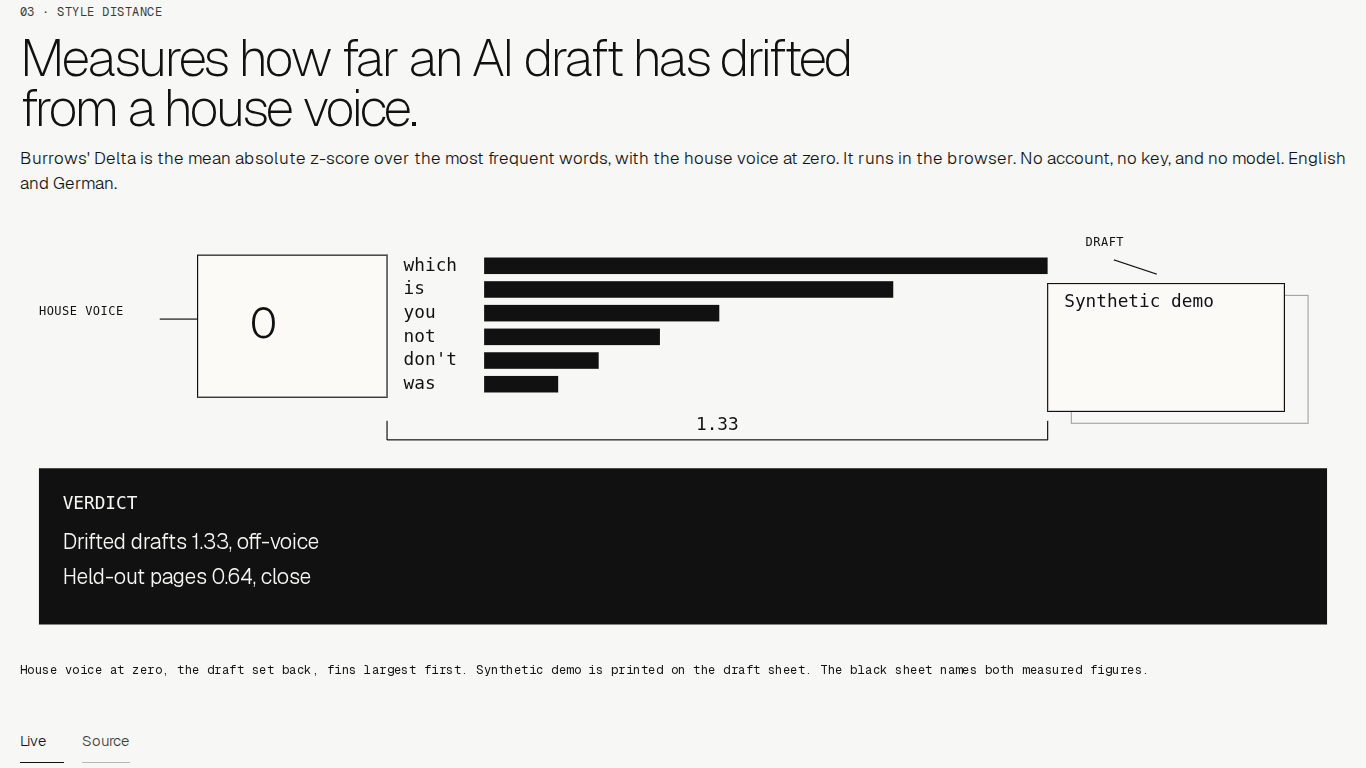 03 · STYLE DISTANCE
Measures how far an AI draft has drifted
from a house voice.
Burrows' Delta is the mean absolute z-score over the most frequent words, with the house voice at zero. It runs in the browser. No account, no key, and no model. English
and German.
DRAFT
HOUSE VOICE
0
which
is
you
not
don't
was
Synthetic demo
1.33
VERDICT
Drifted drafts 1.33, off-voice
Held-out pages 0.64, close
House voice at zero, the draft set back, fins largest first. Synthetic demo is printed on the draft sheet. The black sheet names both measured figures.
Live
Source